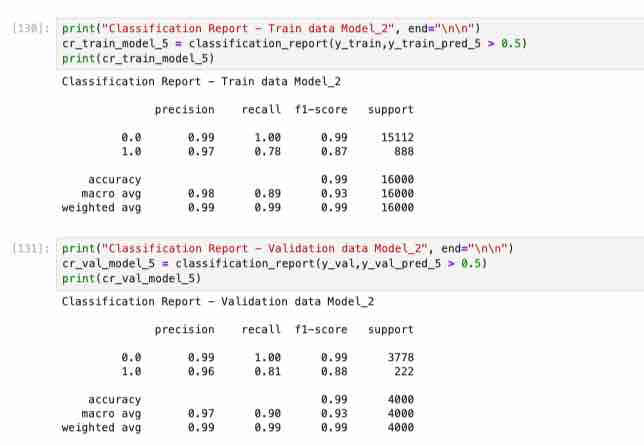 [130]: print("Classification Report - Train data Model_2", end="\n\n")
cr_train_model_5 = classification_report(y_train,y_train_pred_5 > 0.5)
print(cr_train_model_5)
Classification Report - Train data Model_2
precision recall f1-score support
0.0 0.99 1.00 0.99 15112
1.0 0.97 0.78 0.87 888
accuracy 0.99 16000
macro avg 0.98 0.89 0.93 16000
weighted avg 0.99 0.99 0.99 16000
[131]: print("Classification Report - Validation data Model_2", end="\n\n")
cr_val_model_5 = classification_report(y_val,y_val_pred_5 > 0.5)
print(cr_val_model_5)
Classification Report - Validation data Model_2
precision recall f1-score support
0.0 0.99 1.00 0.99 3778
1.0 0.96 0.81 0.88 222
accuracy 0.99 4000
macro avg 0.97 0.90 0.93 4000
weighted avg 0.99 0.99 0.99 4000